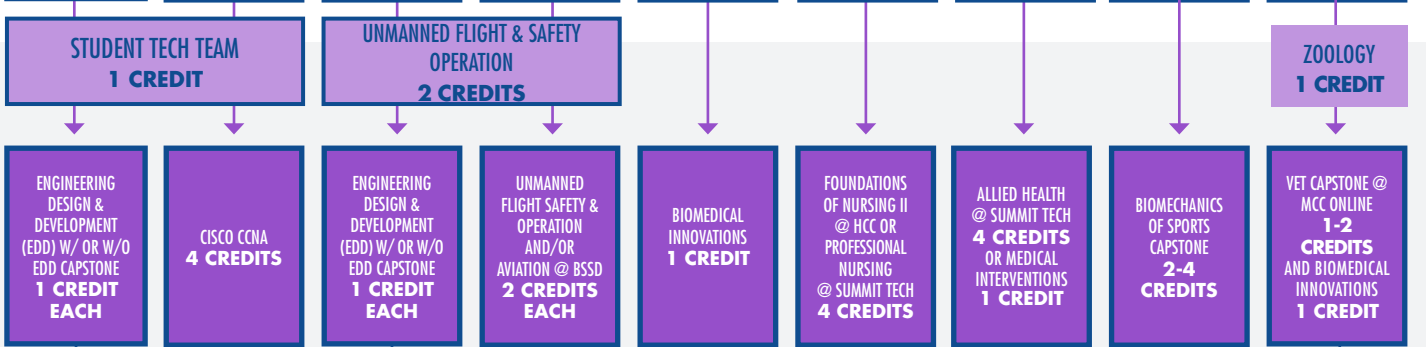 STUDENT TECH TEAM
1 CREDIT
UNMANNED FLIGHT & SAFETY
OPERATION
2 CREDITS
ZOOLOGY
1 CREDIT
ENGINEERING
DESIGN &
DEVELOPMENT
(EDD) W/ OR W/O
EDD CAPSTONE
1 CREDIT
EACH
CISCO CCNA
4 CREDITS
ENGINEERING
DESIGN &
DEVELOPMENT
(EDD) W/ OR W/O
EDD CAPSTONE
1 CREDIT
EACH
UNMANNED
FLIGHT SAFETY &
OPERATION
AND/OR
AVIATION @ BSSD
2 CREDITS
EACH
BIOMEDICAL
INNOVATIONS
1 CREDIT
FOUNDATIONS
OF NURSING II
@ HCC OR
PROFESSIONAL
NURSING
@ SUMMIT TECH
4 CREDITS
ALLIED HEALTH
@ SUMMIT TECH
4 CREDITS
OR MEDICAL
INTERVENTIONS
1 CREDIT
BIOMECHANICS
OF SPORTS
CAPSTONE
2-4
CREDITS
VET CAPSTONE @
MCC ONLINE
1-2
CREDITS
AND BIOMEDICAL
INNOVATIONS
1 CREDIT